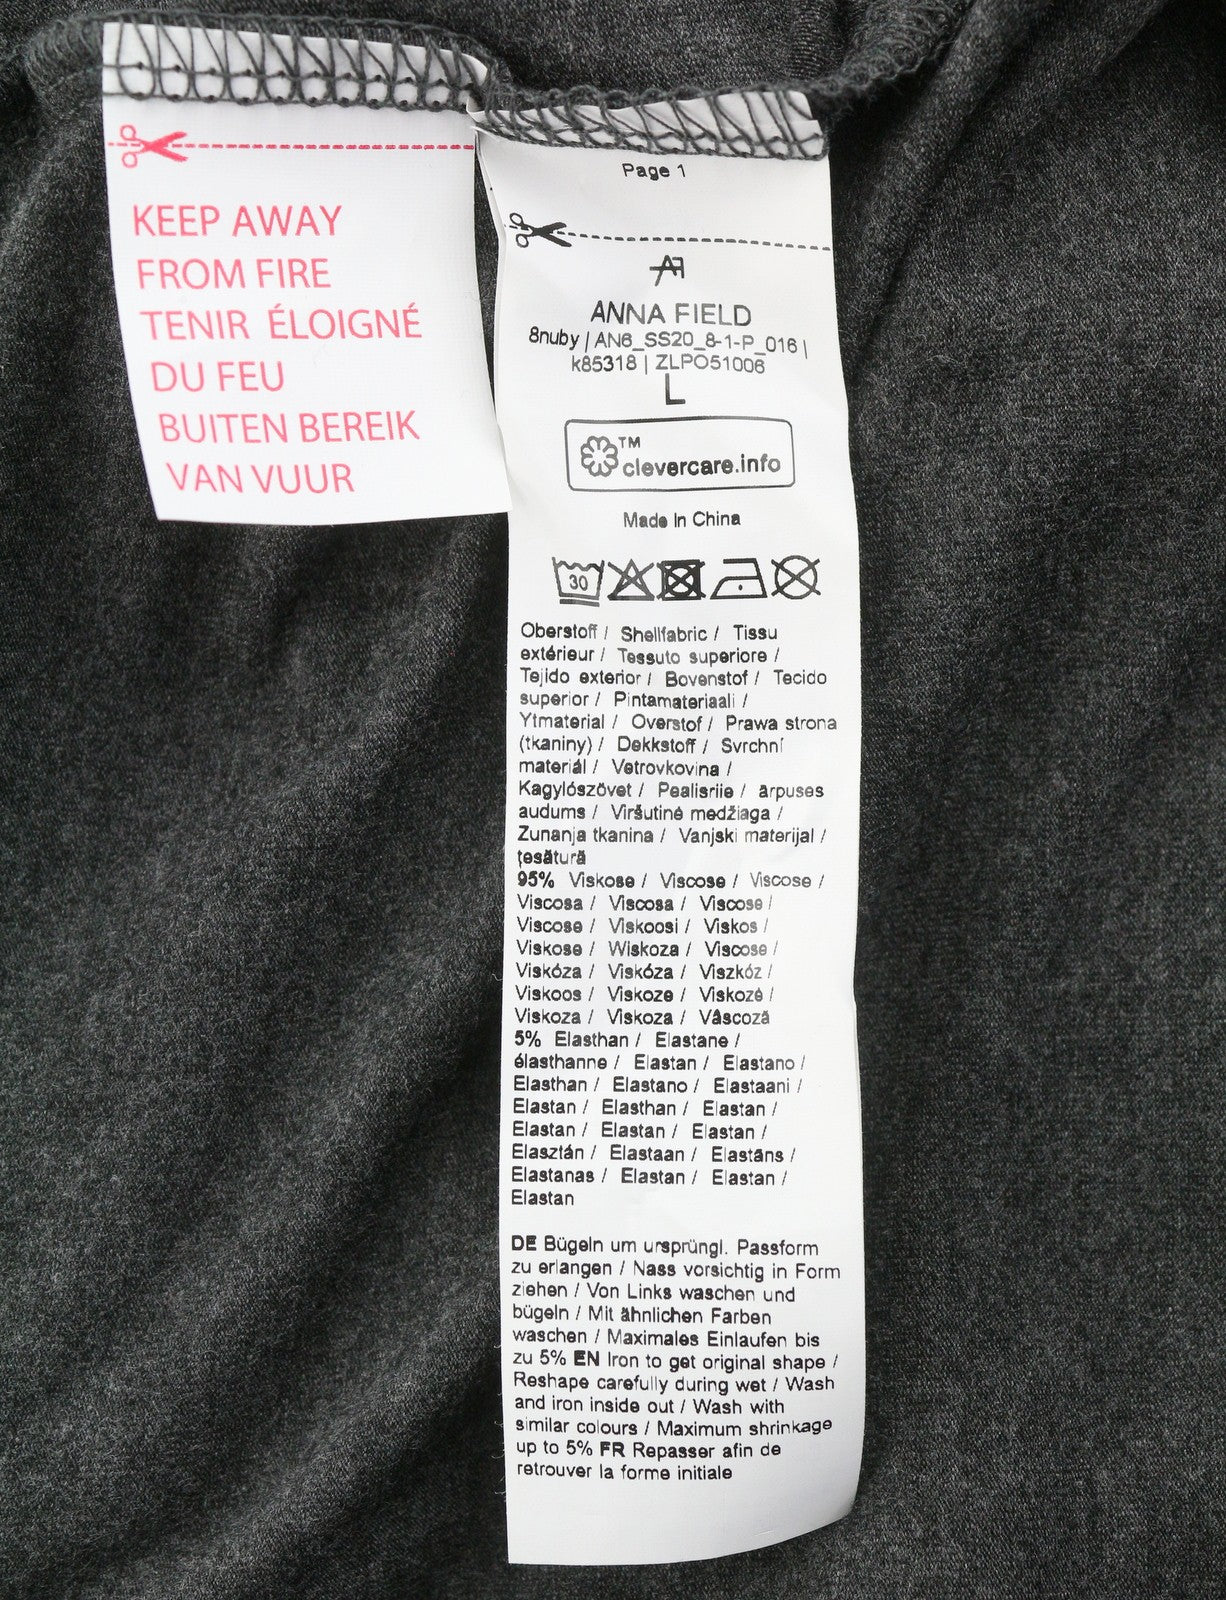 KEEP AWAY
FROM FIRE
TENIR ÉLOIGNÉ
DU FEU
BUITEN BEREIK
VAN VUUR
Page 1
ANNA FIELD
8nuby | AN6_SS20_8-1-P_016 |
k85318 | ZLPO51006
L
TM
clevercare.info
Made In China
30
Oberstoff / Shellfabric / Tissu
extérieur / Tessuto superiore /
Tejido exterior / Bovenstof / Tecido
superior / Pintamateriaali /
Ytmaterial / Overstof / Prawa strona
(tkaniny) / Dekkstoff / Svrchní
materiál / Vetrovkovina /
Kagylószövet / Pealisriie / ārpuses
audums / Viršutinė medžiaga /
Zunanja tkanina / Vanjski materijal /
țesătură
95% Viskose / Viscose / Viscose /
Viscosa / Viscosa / Viscose /
Viscose / Viskoosi / Viskos /
Viskose / Wiskoza / Viscose /
Viskóza / Viskóza / Viszkóz /
Viskoos / Viskoze / Viskozė /
Viskoza / Viskoza / Vâscoză
5% Elasthan / Elastane /
élasthanne / Elastan / Elastano /
Elasthan / Elastano / Elastaani /
Elastan / Elasthan / Elastan /
Elastan / Elastan / Elastan /
Elasztán / Elastaan / Elastāns /
Elastanas / Elastan / Elastan /
Elastan
DE Bügeln um ursprüngl. Passform
zu erlangen / Nass vorsichtig in Form
ziehen / Von Links waschen und
bügeln / Mit ähnlichen Farben
waschen / Maximales Einlaufen bis
zu 5% EN Iron to get original shape /
Reshape carefully during wet / Wash
and iron inside out / Wash with
similar colours / Maximum shrinkage
up to 5% FR Repasser afin de
retrouver la forme initiale